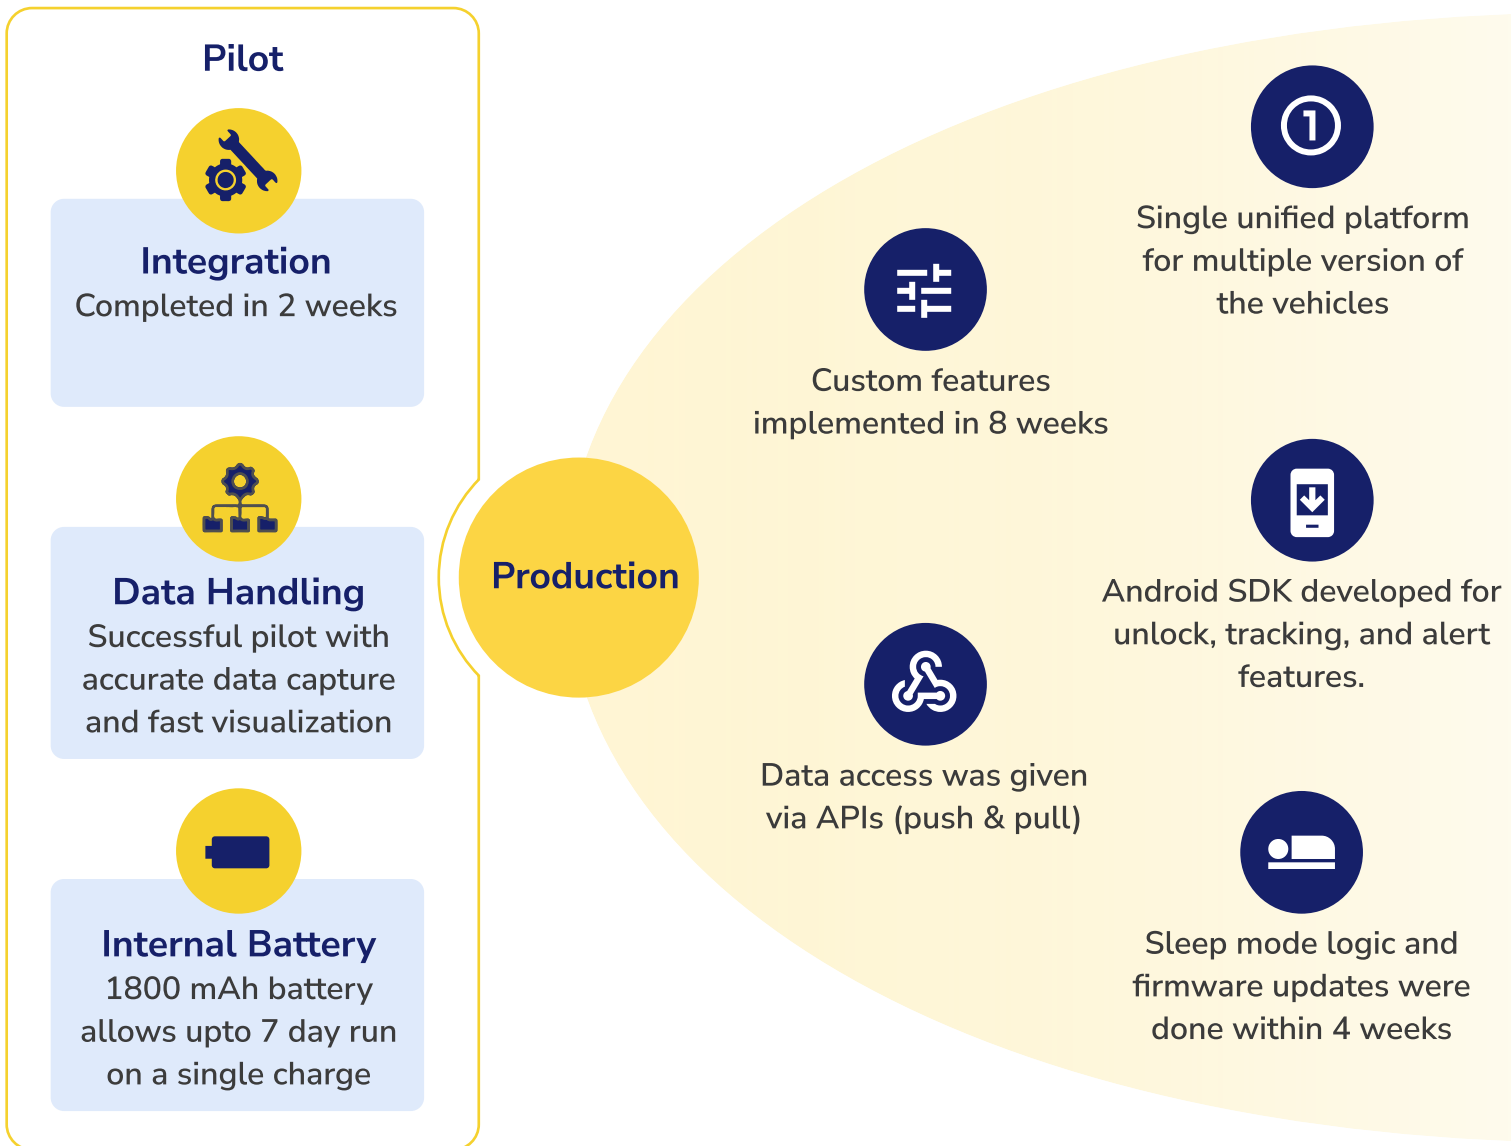 Pilot
Integration
Completed in 2 weeks
Data Handling
Successful pilot with
accurate data capture
and fast visualization
Internal Battery
1800 mAh battery
allows upto 7 day run
on a single charge
Production
Custom features
implemented in 8 weeks
Data access was given
via APIs (push & pull)
1
Single unified platform
for multiple version of
the vehicles
Android SDK developed for
unlock, tracking, and alert
features.
Sleep mode logic and
firmware updates were
done within 4 weeks